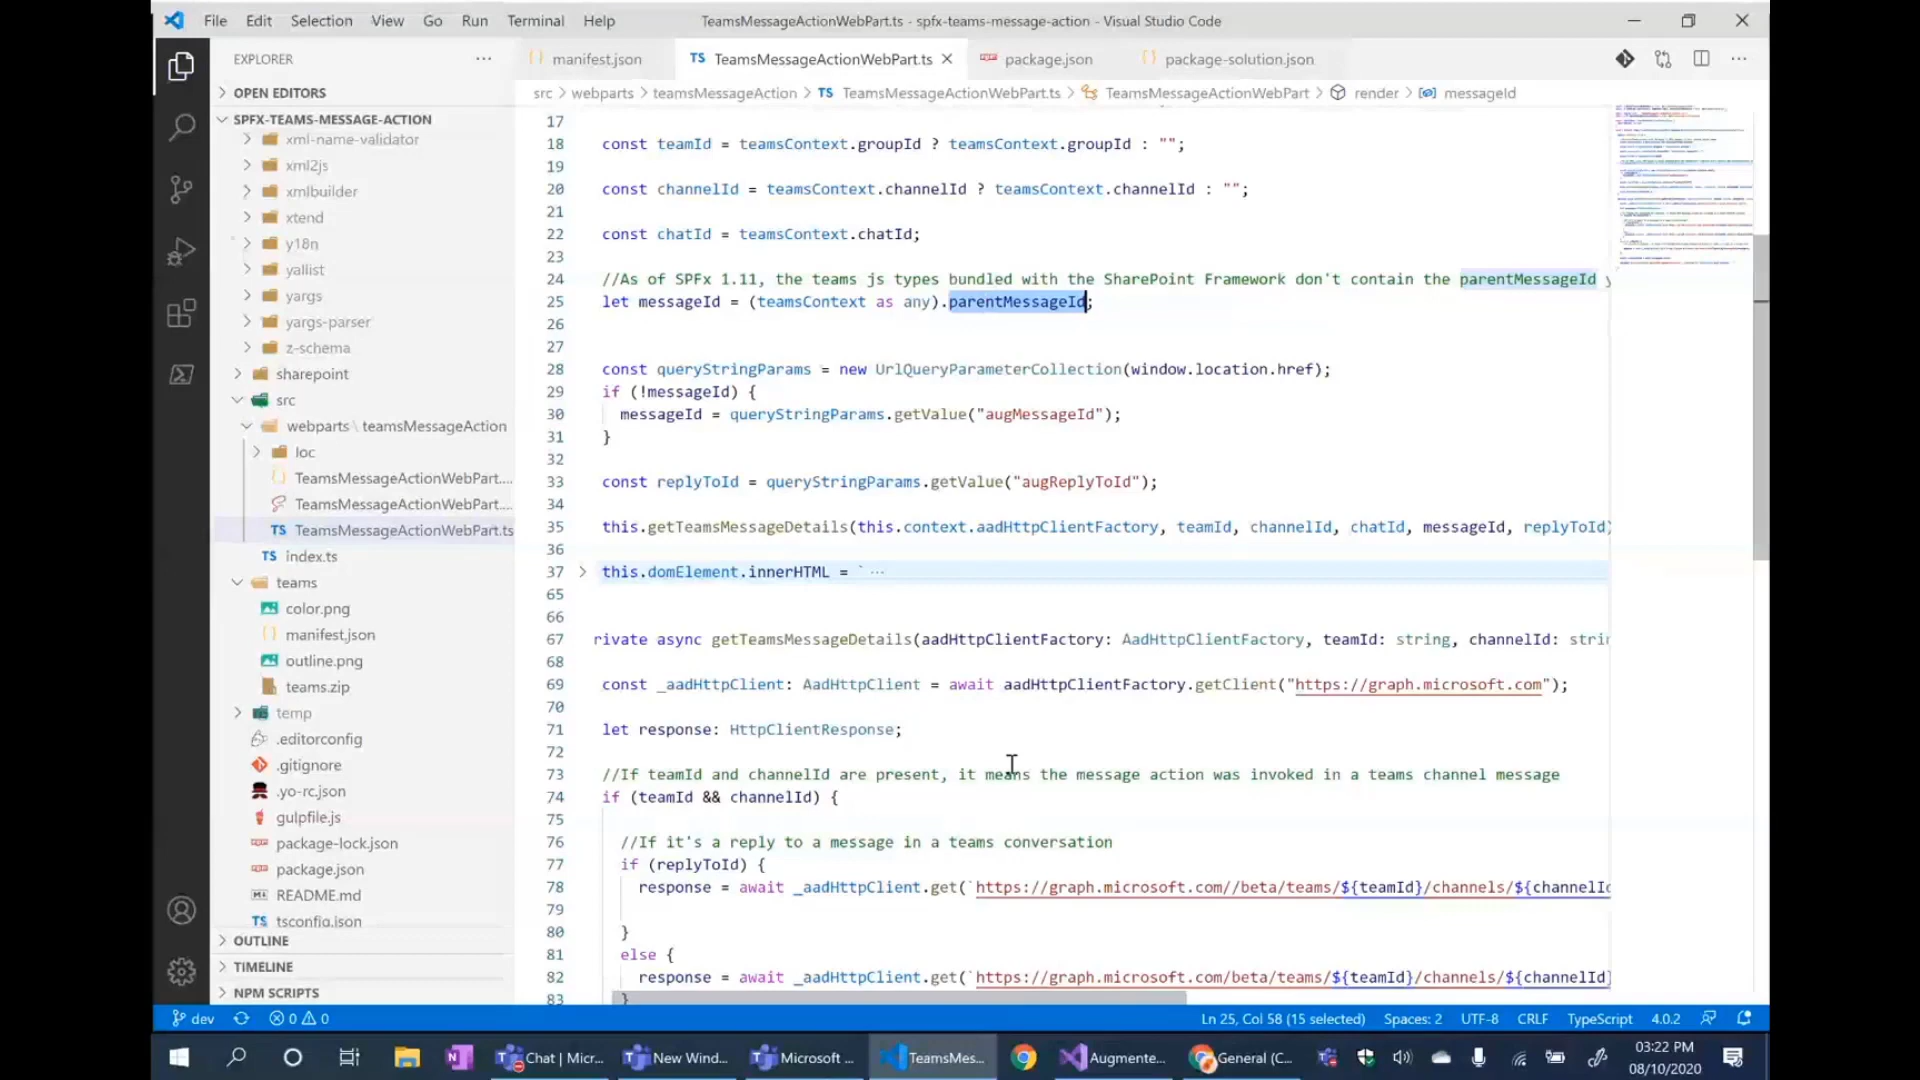 File Edit Selection View Go Run Terminal Help
TeamsMessageActionWebPart.ts - spfx-teams-message-action - Visual Studio Code
EXPLORER
manifest.json
TS TeamsMessageActionWebPart.ts
package.json
package-solution.json
OPEN EDITORS
src > webparts > teamsMessageAction > TS TeamsMessageActionWebPart.ts > TeamsMessageActionWebPart > render > messageId
SPFX-TEAMS-MESSAGE-ACTION
xml-name-validator
xml2js
xmlbuilder
xtend
y18n
yallist
yargs
yargs-parser
z-schema
sharepoint
src
webparts \ teamsMessageAction
loc
TeamsMessageActionWebPart....
TeamsMessageActionWebPart....
TS TeamsMessageActionWebPart.ts
TS index.ts
teams
color.png
manifest.json
outline.png
teams.zip
temp
.editorconfig
.gitignore
.yo-rc.json
gulpfile.js
package-lock.json
package.json
README.md
TS tsconfig.json
OUTLINE
TIMELINE
NPM SCRIPTS
17
18 const teamId = teamsContext.groupId ? teamsContext.groupId : "";
19
20 const channelId = teamsContext.channelId ? teamsContext.channelId : "";
21
22 const chatId = teamsContext.chatId;
23
24 //As of SPFx 1.11, the teams js types bundled with the SharePoint Framework don't contain the parentMessageId y
25 let messageId = (teamsContext as any).parentMessageId;
26
27
28 const queryStringParams = new UrlQueryParameterCollection(window.location.href);
29 if (!messageId) {
30 messageId = queryStringParams.getValue("augMessageId");
31 }
32
33 const replyToId = queryStringParams.getValue("augReplyToId");
34
35 this.getTeamsMessageDetails(this.context.aadHttpClientFactory, teamId, channelId, chatId, messageId, replyToId)
36
37 this.domElement.innerHTML = ` ...
65
66
67 rivate async getTeamsMessageDetails(aadHttpClientFactory: AadHttpClientFactory, teamId: string, channelId: strin
68
69 const _aadHttpClient: AadHttpClient = await aadHttpClientFactory.getClient("https://graph.microsoft.com");
70
71 let response: HttpClientResponse;
72
73 //If teamId and channelId are present, it means the message action was invoked in a teams channel message
74 if (teamId && channelId) {
75
76 //If it's a reply to a message in a teams conversation
77 if (replyToId) {
78 response = await _aadHttpClient.get(`https://graph.microsoft.com//beta/teams/${teamId}/channels/${channelId
79
80 }
81 else {
82 response = await _aadHttpClient.get(`https://graph.microsoft.com/beta/teams/${teamId}/channels/${channelId}
83 }
dev 0 0 Ln 25, Col 58 (15 selected) Spaces: 2 UTF-8 CRLF TypeScript 4.0.2
Chat | Micr... New Wind... Microsoft ... TeamsMes... Augmente... General (C...
03:22 PM
08/10/2020